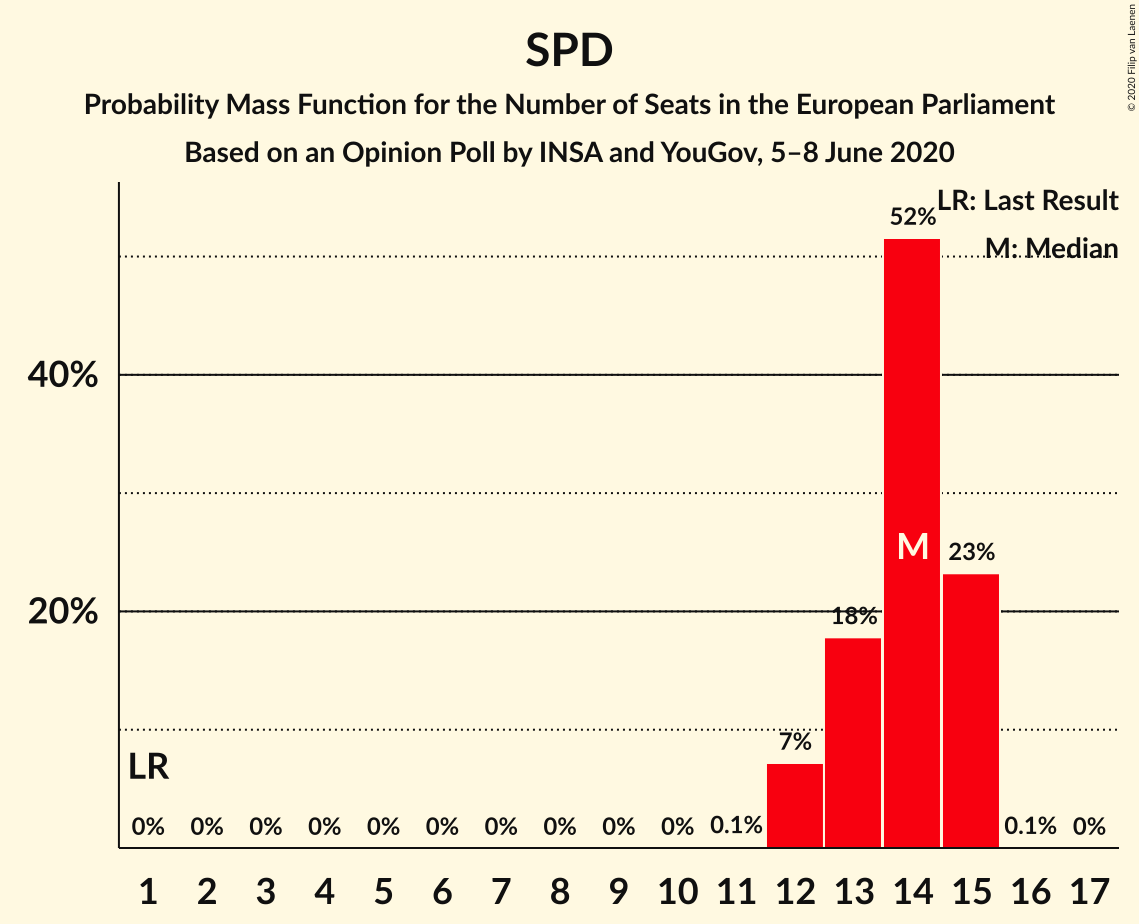 SPD
Probability Mass Function for the Number of Seats in the European Parliament
Based on an Opinion Poll by INSA and YouGov, 5–8 June 2020
© 2020 Filip van Laenen
LR: Last Result
M: Median
52%
40%
M
23%
20%
18%
7%
LR
0% 0% 0% 0% 0% 0% 0% 0% 0% 0% 0.1% 0.1% 0%
1 2 3 4 5 6 7 8 9 10 11 12 13 14 15 16 17